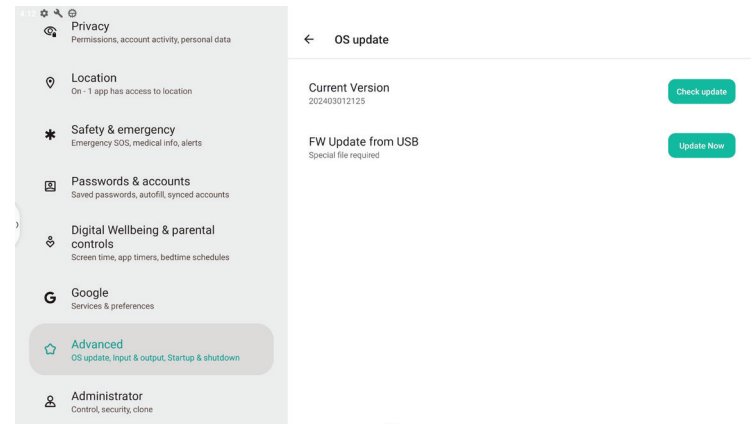 Privacy
Permissions, account activity, personal data
Location
On - 1 app has access to location
Safety & emergency
Emergency SOS, medical info, alerts
Passwords & accounts
Saved passwords, autofill, synced accounts
Digital Wellbeing & parental
controls
Screen time, app timers, bedtime schedules
Google
Services & preferences
Advanced
OS update, Input & output, Startup & shutdown
Administrator
Control, security, clone
OS update
Current Version
202403012125
Check update
FW Update from USB
Special file required
Update Now